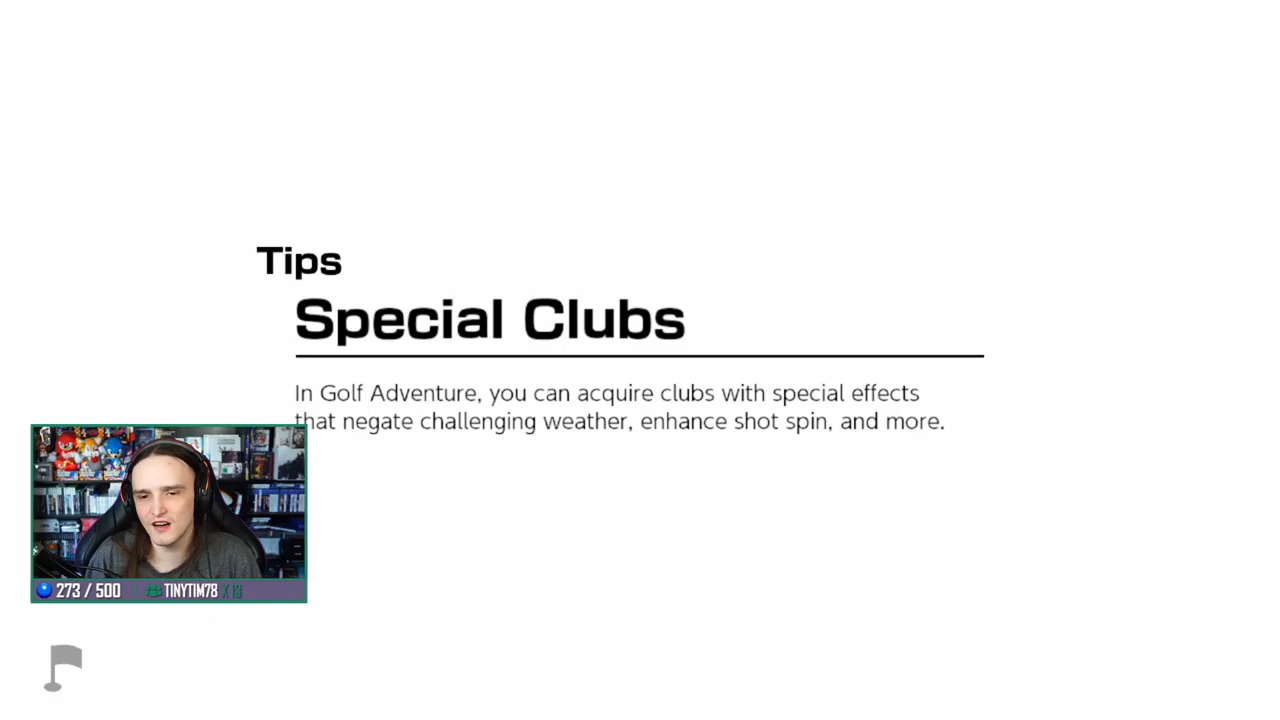 Tips
Special Clubs
In Golf Adventure, you can acquire clubs with special effects
that negate challenging weather, enhance shot spin, and more.
273 / 500
TINYTIM78 X 13